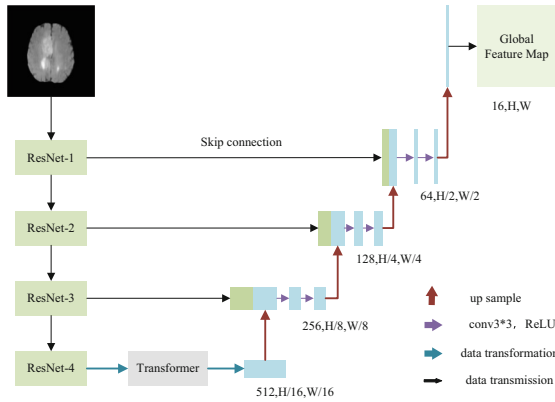 Global
Feature Map
16,H,W
ResNet-1
Skip connection
64,H/2,W/2
ResNet-2
128,H/4,W/4
ResNet-3
256,H/8,W/8
ResNet-4
Transformer
512,H/16,W/16
up sample
conv3*3，ReLU
data transformation
data transmission